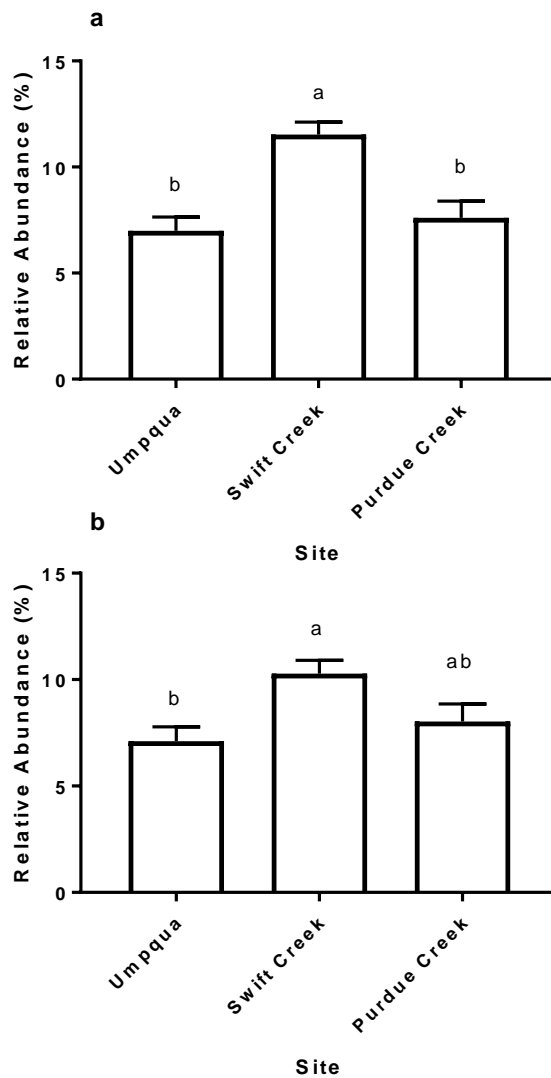 a
15
a
b
b
10
5
0
Relative Abundance (%)
Umpqua
Swift Creek
Purdue Creek
Site
b
15
a
ab
b
10
5
0
Relative Abundance (%)
Umpqua
Swift Creek
Purdue Creek
Site